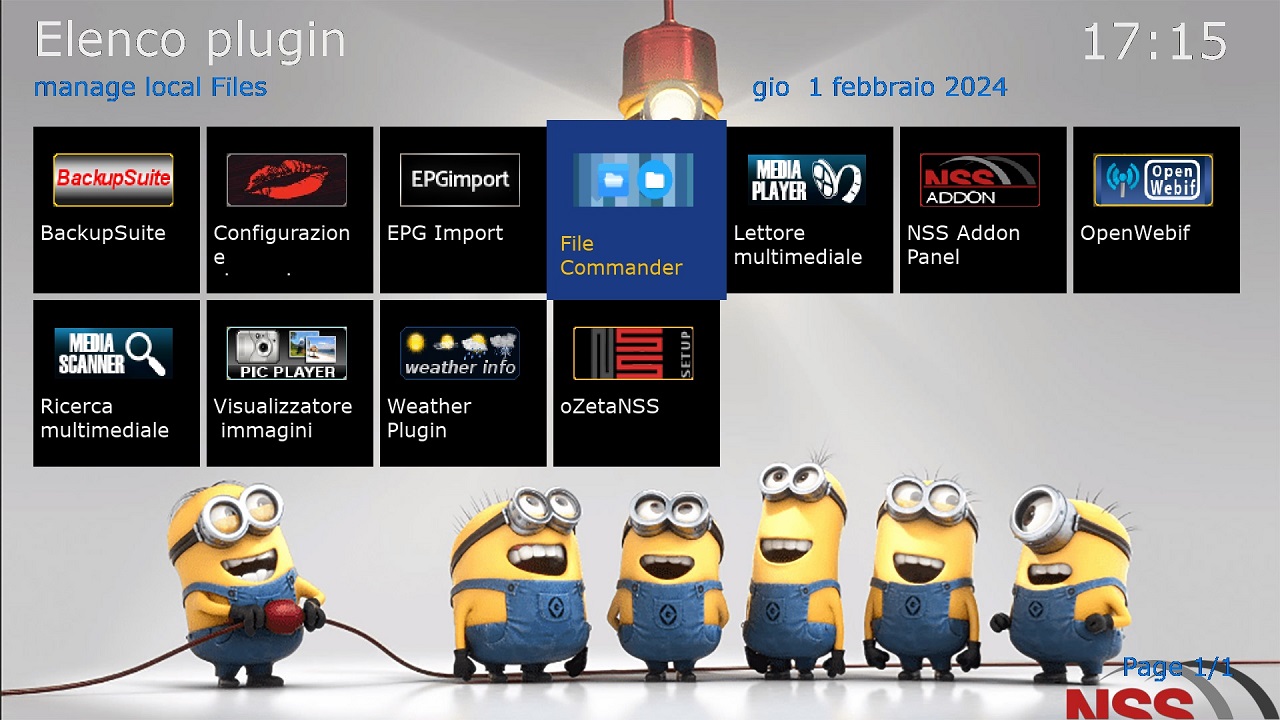 Elenco plugin
17:15
manage local Files
gio 1 febbraio 2024
BackupSuite
EPGimport
MEDIA
PLAYER
NSS
ADDON
Open
Webif
BackupSuite
Configurazion
e
EPG Import
File
Commander
Lettore
multimediale
NSS Addon
Panel
OpenWebif
MEDIA
SCANNER
PIC PLAYER
weather info
NSS
SETUP
Ricerca
multimediale
Visualizzatore
immagini
Weather
Plugin
oZetaNSS
Page 1/1
NSS